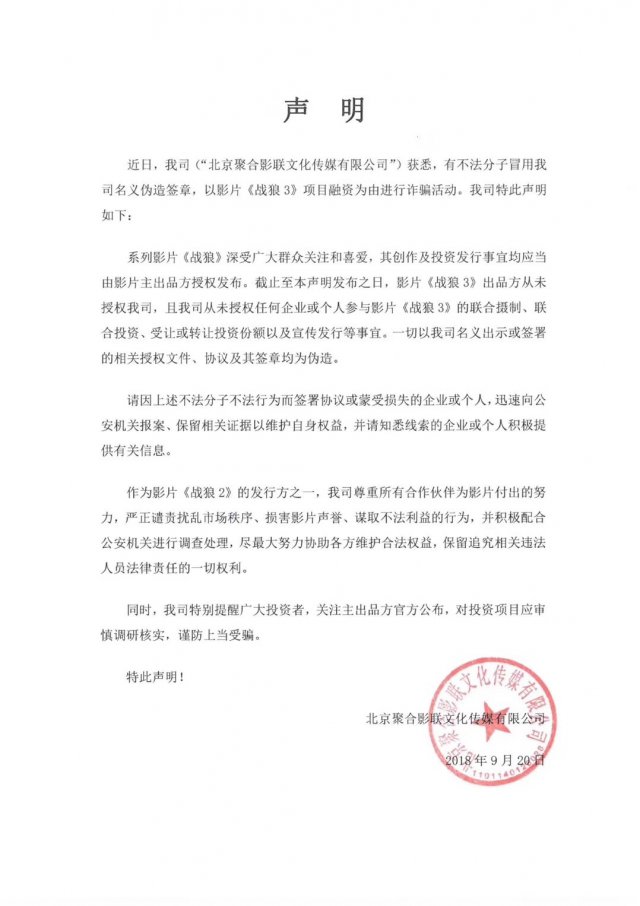 声 明
近日，我司（“北京聚合影联文化传媒有限公司”）获悉，有不法分子冒用我
司名义伪造签章，以影片《战狼 3》项目融资为由进行诈骗活动。我司特此声明
如下：
系列影片《战狼》深受广大群众关注和喜爱，其创作及投资发行事宜均应当
由影片主出品方授权发布。截止至本声明发布之日，影片《战狼 3》出品方从未
授权我司，且我司从未授权任何企业或个人参与影片《战狼 3》的联合摄制、联
合投资、受让或转让投资份额以及宣传发行等事宜。一切以我司名义出示或签署
的相关授权文件、协议及其签章均为伪造。
请因上述不法分子不法行为而签署协议或蒙受损失的企业或个人，迅速向公
安机关报案、保留相关证据以维护自身权益，并请知悉线索的企业或个人积极提
供有关信息。
作为影片《战狼 2》的发行方之一，我司尊重所有合作伙伴为影片付出的努
力，严正谴责扰乱市场秩序、损害影片声誉、谋取不法利益的行为，并积极配合
公安机关进行调查处理，尽最大努力协助各方维护合法权益，保留追究相关违法
人员法律责任的一切权利。
同时，我司特别提醒广大投资者，关注主出品方官方公布，对投资项目应审
慎调研核实，谨防上当受骗。
特此声明！
北京聚合影联文化传媒有限公司
2018 年 9 月 20 日
北京聚合影联文化传媒有限公司